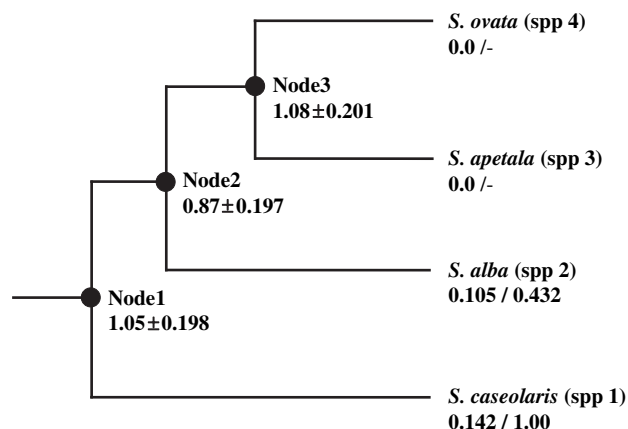 S. ovata (spp 4)
0.0 /-
Node3
1.08±0.201
S. apetala (spp 3)
0.0 /-
Node2
0.87±0.197
S. alba (spp 2)
0.105 / 0.432
Node1
1.05±0.198
S. caseolaris (spp 1)
0.142 / 1.00